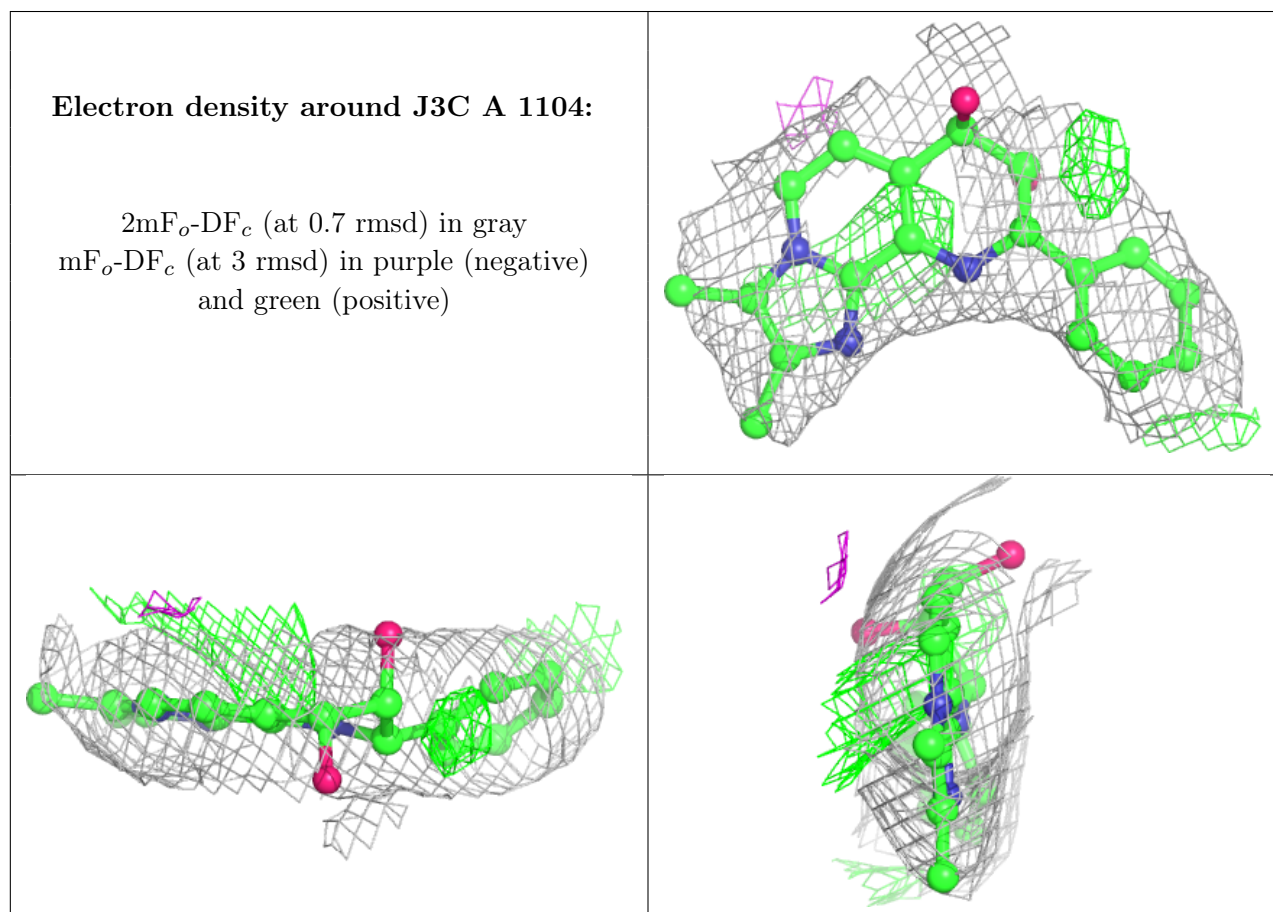 Electron density around J3C A 1104:
2mFo-DFc (at 0.7 rmsd) in gray
mFo-DFc (at 3 rmsd) in purple (negative)
and green (positive)